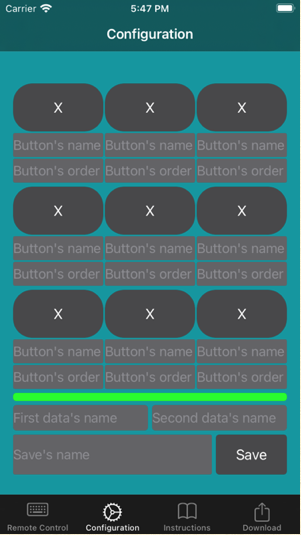 Carrier 5:47 PM
Configuration
X X X
Button's name Button's name Button's name
Button's order Button's order Button's order
X X X
Button's name Button's name Button's name
Button's order Button's order Button's order
X X X
Button's name Button's name Button's name
Button's order Button's order Button's order
First data's name Second data's name
Save's name Save
Remote Control Configuration Instructions Download